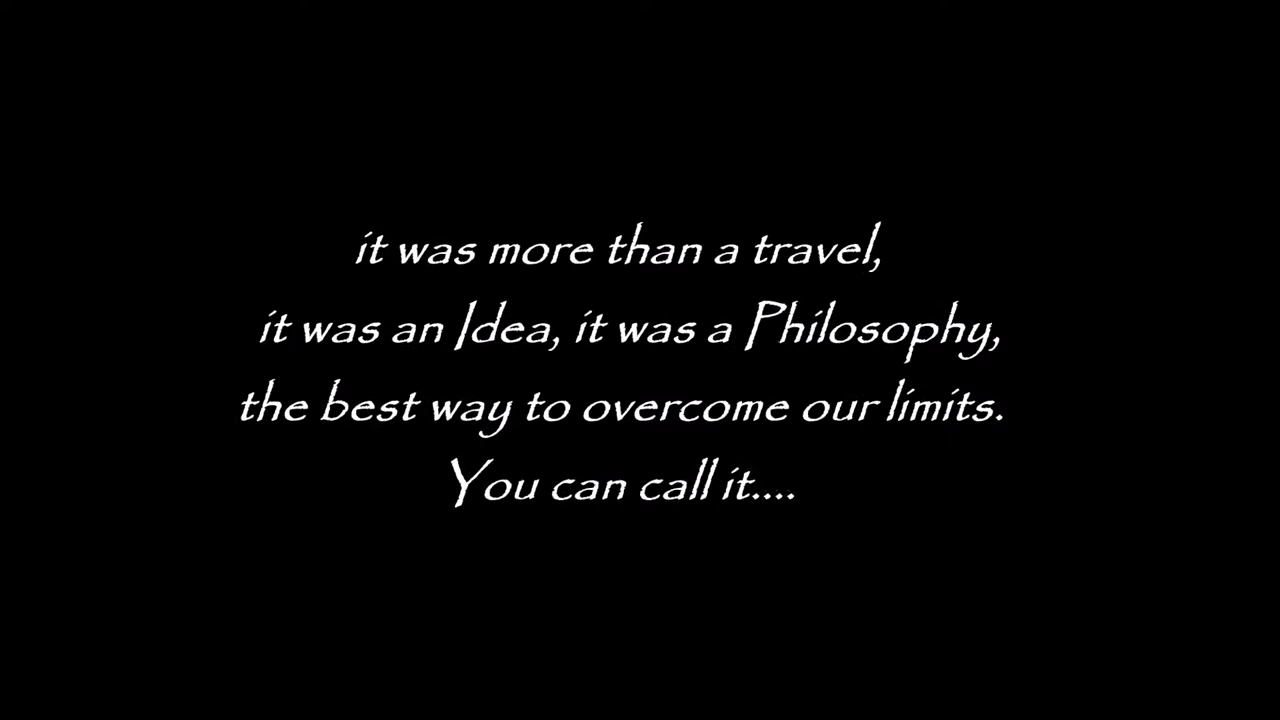 it was more than a travel,
it was an Idea, it was a Philosophy,
the best way to overcome our limits.
You can call it....